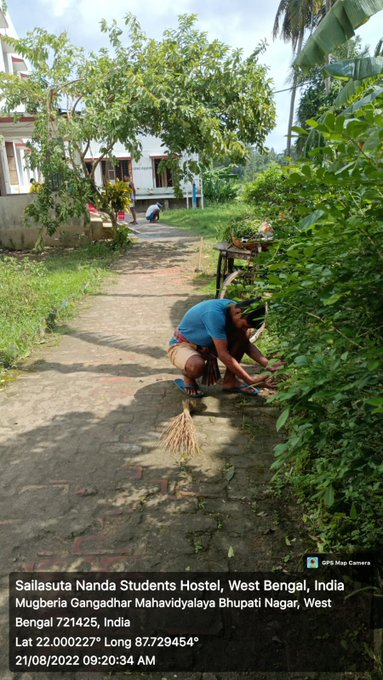 GPS Map Camera
Sailasuta Nanda Students Hostel, West Bengal, India
Mugberia Gangadhar Mahavidyalaya Bhupati Nagar, West
Bengal 721425, India
Lat 22.000227° Long 87.729454°
21/08/2022 09:20:34 AM